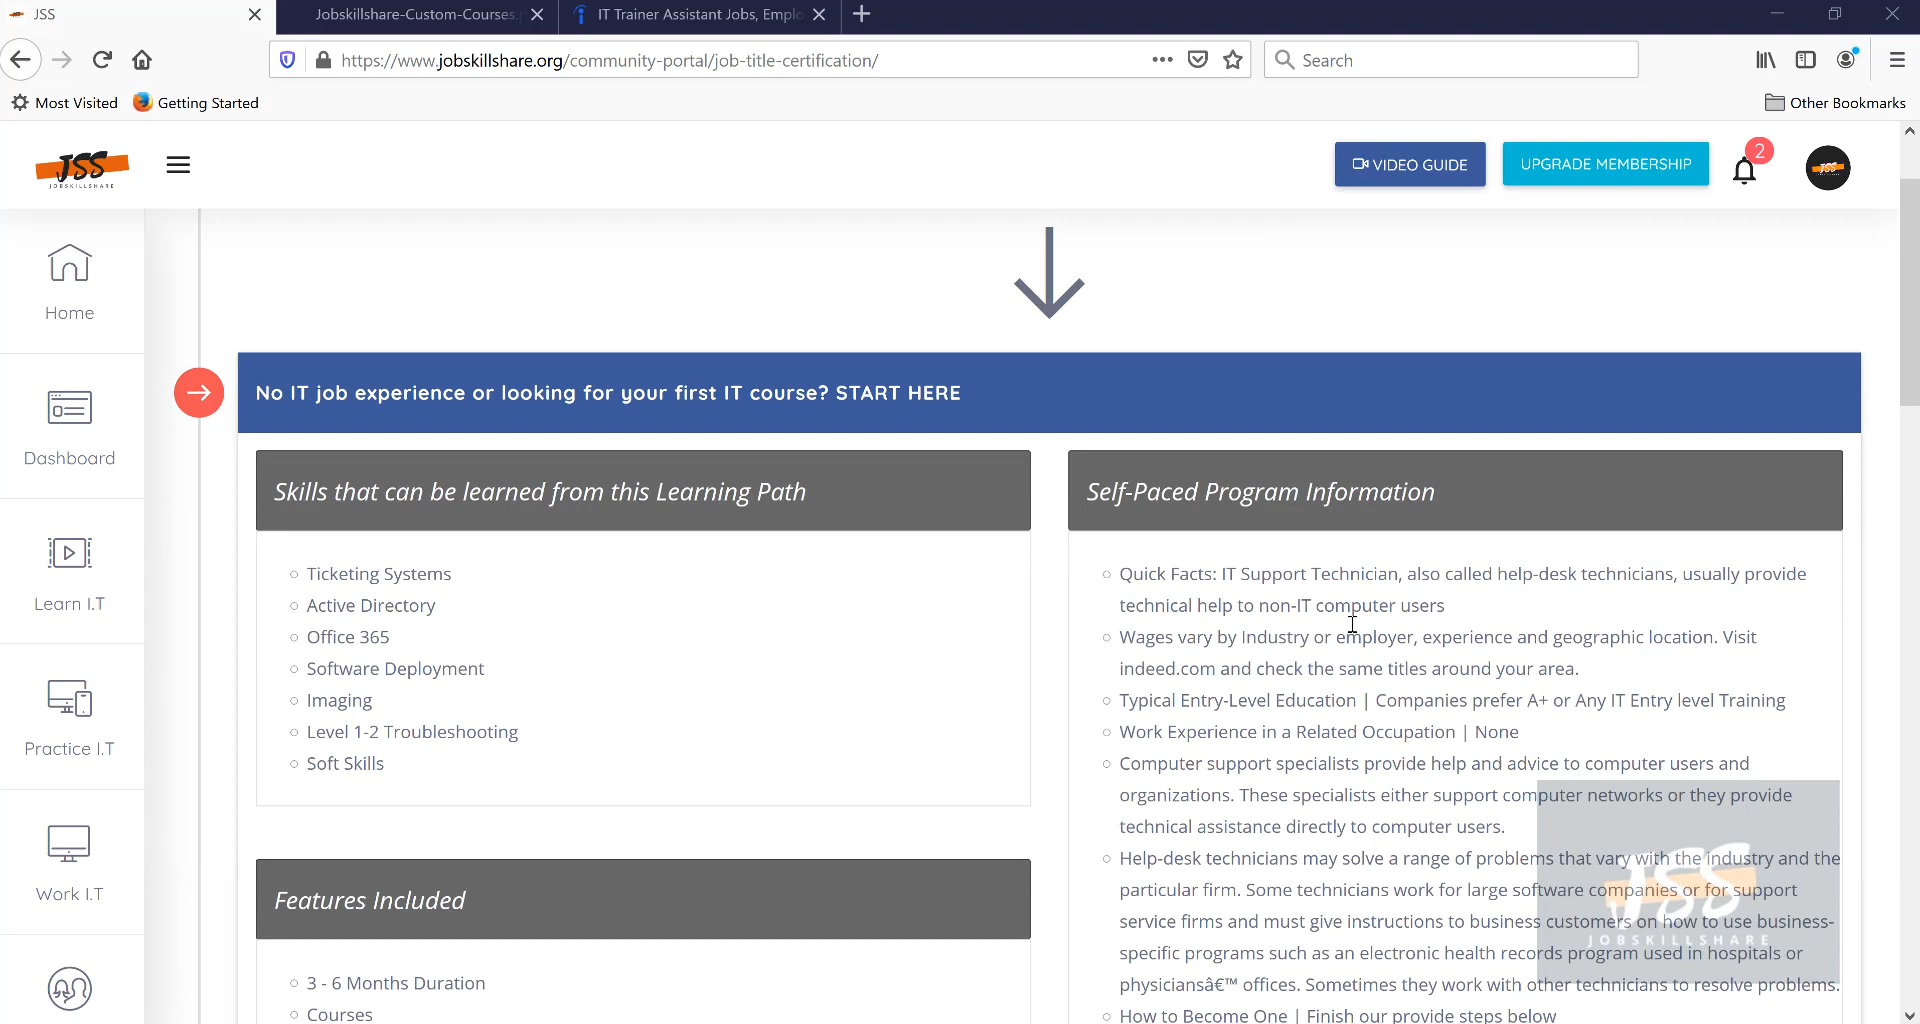 JSS
Jobskillshare-Custom-Courses.
IT Trainer Assistant Jobs, Emplo
https://www.jobskillshare.org/community-portal/job-title-certification/
Search
Most Visited
Getting Started
Other Bookmarks
JSS
JOBSKILLSHARE
VIDEO GUIDE
UPGRADE MEMBERSHIP
2
JSS
Home
Dashboard
Learn I.T
Practice I.T
Work I.T
No IT job experience or looking for your first IT course? START HERE
Skills that can be learned from this Learning Path
Ticketing Systems
Active Directory
Office 365
Software Deployment
Imaging
Level 1-2 Troubleshooting
Soft Skills
Features Included
3 - 6 Months Duration
Courses
Self-Paced Program Information
Quick Facts: IT Support Technician, also called help-desk technicians, usually provide
technical help to non-IT computer users
Wages vary by Industry or employer, experience and geographic location. Visit
indeed.com and check the same titles around your area.
Typical Entry-Level Education | Companies prefer A+ or Any IT Entry level Training
Work Experience in a Related Occupation | None
Computer support specialists provide help and advice to computer users and
organizations. These specialists either support computer networks or they provide
technical assistance directly to computer users.
Help-desk technicians may solve a range of problems that vary with the industry and the
particular firm. Some technicians work for large software companies or for support
service firms and must give instructions to business customers on how to use business-
specific programs such as an electronic health records program used in hospitals or
physiciansâ€™ offices. Sometimes they work with other technicians to resolve problems.
How to Become One | Finish our provide steps below
JSS
JOBSKILLSHARE